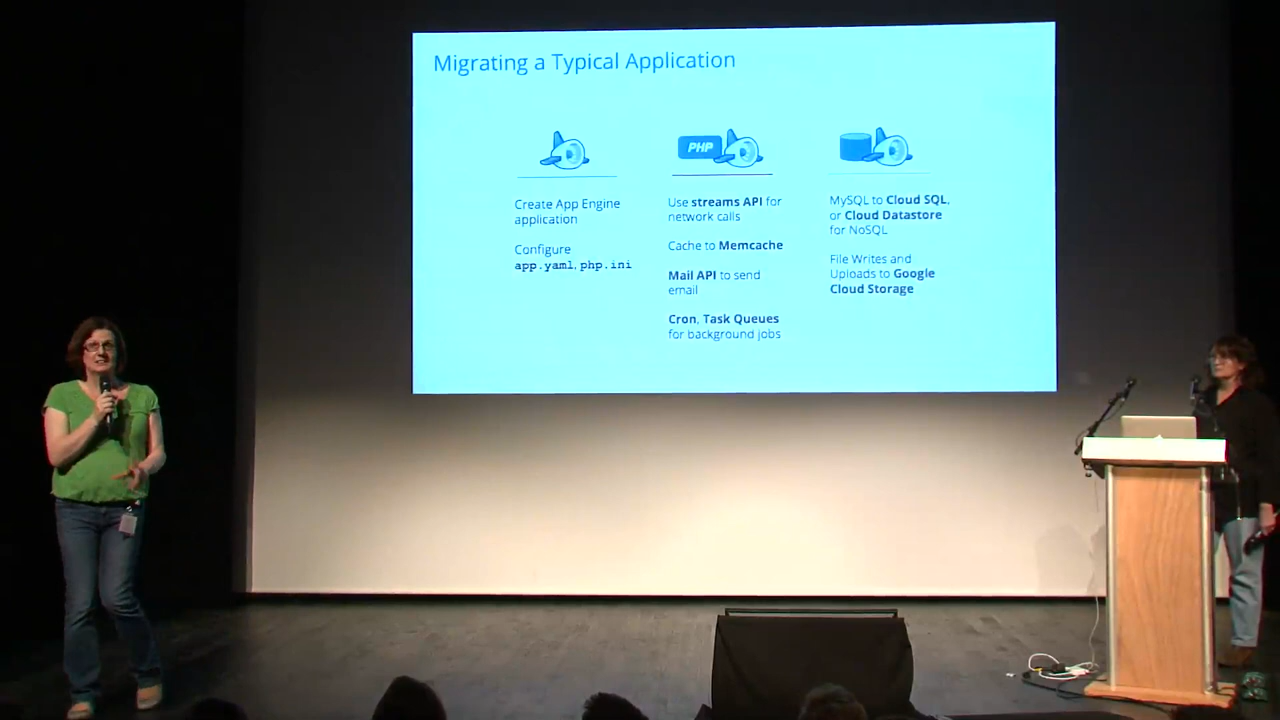 Migrating a Typical Application
PHP
Create App Engine
application
Configure
app.yaml, php.ini
Use streams API for
network calls
Cache to Memcache
Mail API to send
email
Cron, Task Queues
for background jobs
MySQL to Cloud SQL,
or Cloud Datastore
for NoSQL
File Writes and
Uploads to Google
Cloud Storage